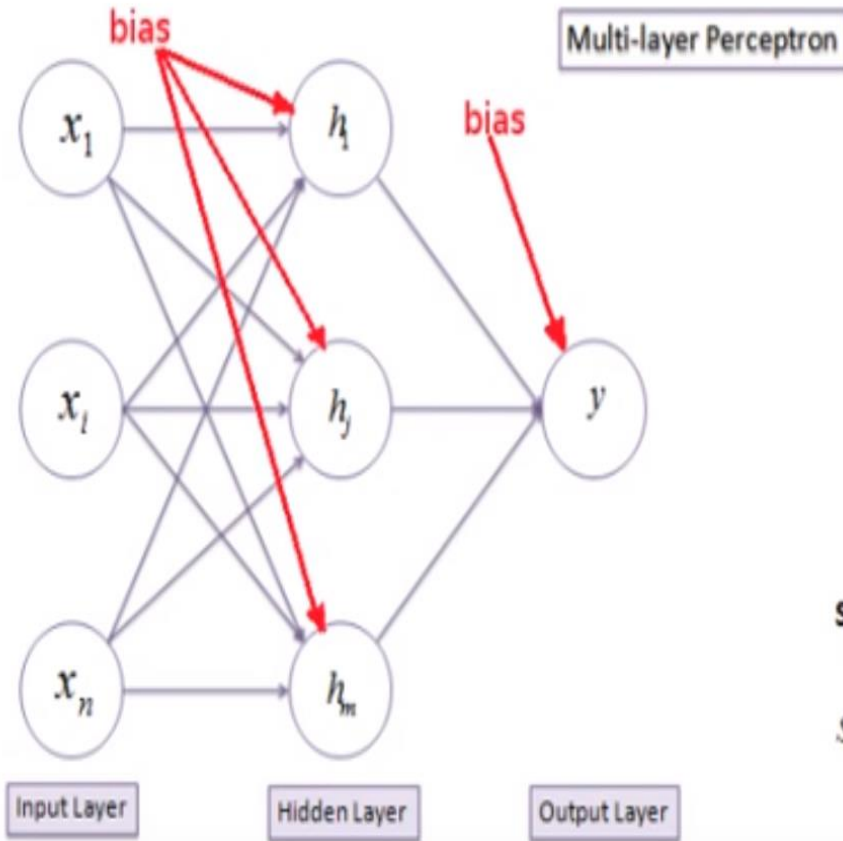 bias
Multi-layer Perceptron
x₁
h₁
bias
xᵢ
hⱼ
y
xₙ
hₘ
Input Layer
Hidden Layer
Output Layer